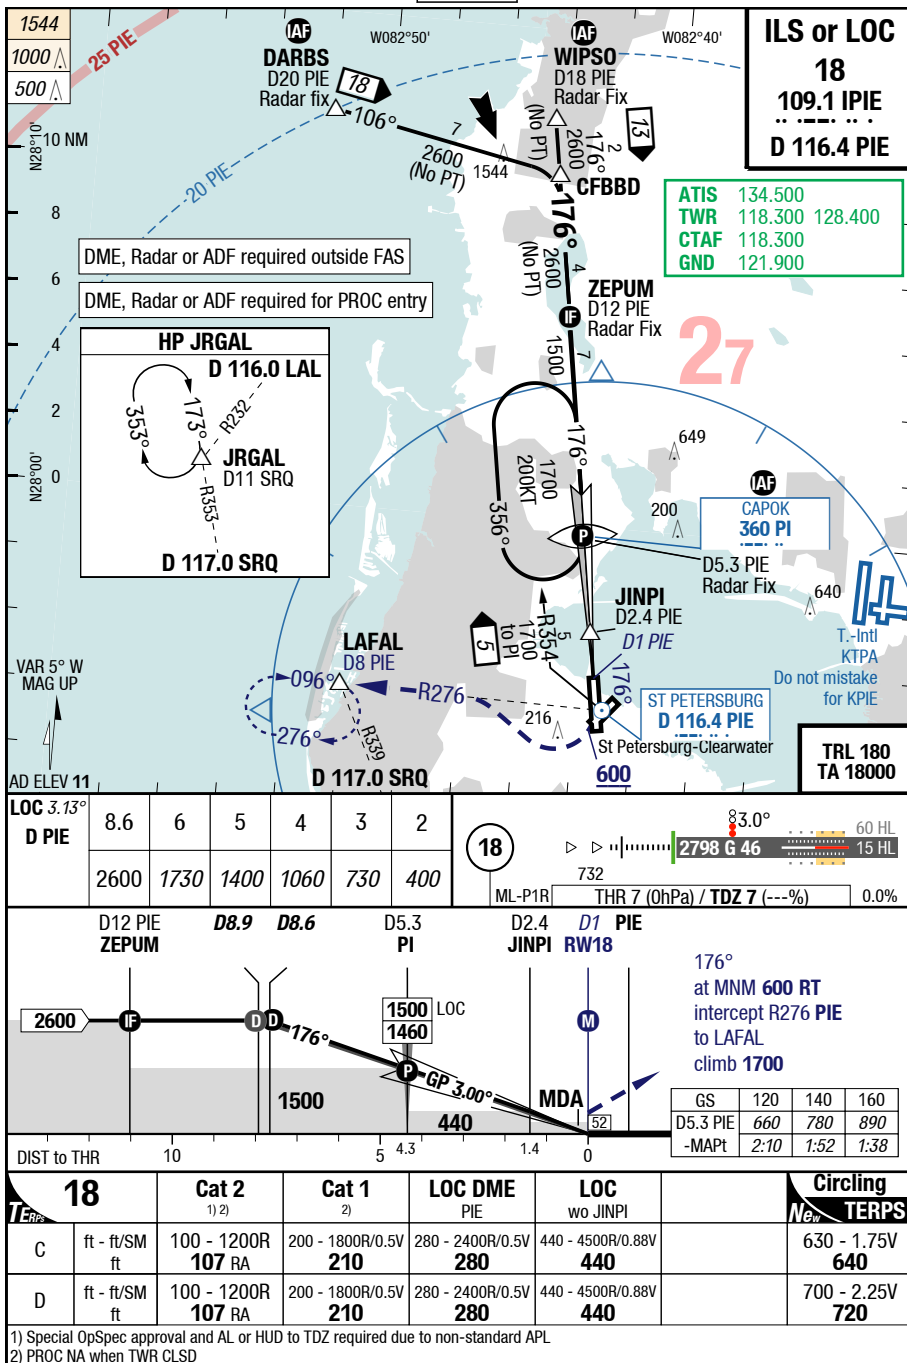 1544
1000
500
25 PIE
IAF
DARBS
D20 PIE
Radar fix
W082°50'
IAF
WIPSO
D18 PIE
Radar Fix
W082°40'
ILS or LOC
18
109.1 IPIE
D 116.4 PIE
18
106°
7
2600
(No PT)
1544
(No PT)
2600
176°
2
13
CFBBD
N28°10'
10 NM
20 PIE
ATIS 134.500
TWR 118.300 128.400
CTAF 118.300
GND 121.900
176°
8
6
4
2
0
DME, Radar or ADF required outside FAS
DME, Radar or ADF required for PROC entry
(No PT)
2600
4
ZEPUM
D12 PIE
Radar Fix
IF
1500
7
27
HP JRGAL
D 116.0 LAL
R232
353°
173°
JRGAL
D11 SRQ
R353
D 117.0 SRQ
N28°00'
176°
1700
200KT
356°
649
IAF
CAPOK
360 PI
200
P
D5.3 PIE
Radar Fix
640
JINPI
D2.4 PIE
D1 PIE
R354
5
1700
to PI
5
T.-Intl
KTPA
Do not mistake
for KPIE
LAFAL
D8 PIE
096°
276°
R276
R339
D 117.0 SRQ
176°
216
ST PETERSBURG
D 116.4 PIE
St Petersburg-Clearwater
600
VAR 5° W
MAG UP
AD ELEV 11
TRL 180
TA 18000
LOC 3.13°
D PIE
8.6 6 5 4 3 2
2600 1730 1400 1060 730 400
18
3.0°
60 HL
2798 G 46
15 HL
732
ML-P1R
THR 7 (0hPa) / TDZ 7 (---%)
0.0%
D12 PIE D8.9 D8.6 D5.3 D2.4 D1 PIE
ZEPUM PI JINPI RW18
2600
IF
D D
176°
1500 LOC
1460
P
GP 3.00°
M
MDA
1500
440
52
DIST to THR 10 5 4.3 1.4 0
176°
at MNM 600 RT
intercept R276 PIE
to LAFAL
climb 1700
GS 120 140 160
D5.3 PIE 660 780 890
-MAPt 2:10 1:52 1:38
TERPS 18
Cat 2
1) 2)
Cat 1
2)
LOC DME
PIE
LOC
wo JINPI
Circling
New TERPS
C ft - ft/SM 100 - 1200R 200 - 1800R/0.5V 280 - 2400R/0.5V 440 - 4500R/0.88V 630 - 1.75V
ft 107 RA 210 280 440 640
D ft - ft/SM 100 - 1200R 200 - 1800R/0.5V 280 - 2400R/0.5V 440 - 4500R/0.88V 700 - 2.25V
ft 107 RA 210 280 440 720
1) Special OpSpec approval and AL or HUD to TDZ required due to non-standard APL
2) PROC NA when TWR CLSD